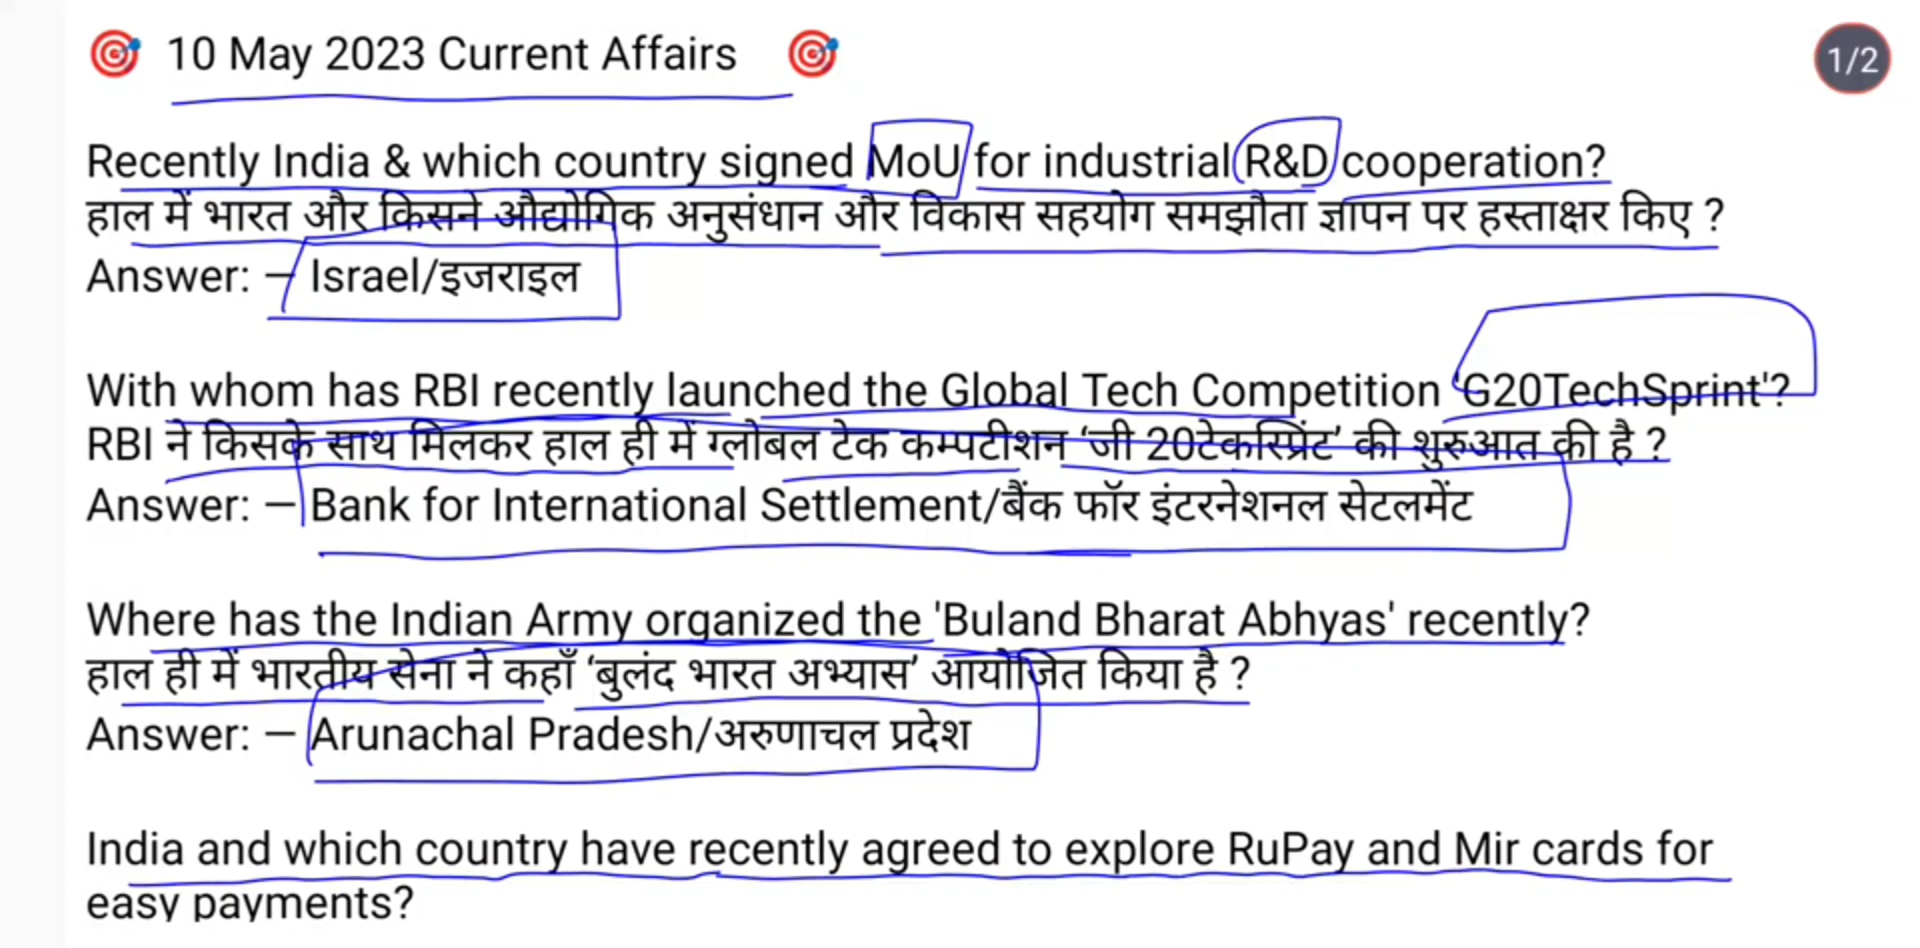 🎯 10 May 2023 Current Affairs 🎯
1/2
Recently India & which country signed MoU for industrial R&D cooperation?
हाल में भारत और किसने औद्योगिक अनुसंधान और विकास सहयोग समझौता ज्ञापन पर हस्ताक्षर किए ?
Answer: — Israel/इजराइल
With whom has RBI recently launched the Global Tech Competition 'G20TechSprint'?
RBI ने किसके साथ मिलकर हाल ही में ग्लोबल टेक कम्पटीशन ‘जी 20टेकस्प्रिंट’ की शुरुआत की है ?
Answer: — Bank for International Settlement/बैंक फॉर इंटरनेशनल सेटलमेंट
Where has the Indian Army organized the 'Buland Bharat Abhyas' recently?
हाल ही में भारतीय सेना ने कहाँ ‘बुलंद भारत अभ्यास’ आयोजित किया है ?
Answer: — Arunachal Pradesh/अरुणाचल प्रदेश
India and which country have recently agreed to explore RuPay and Mir cards for
easy payments?